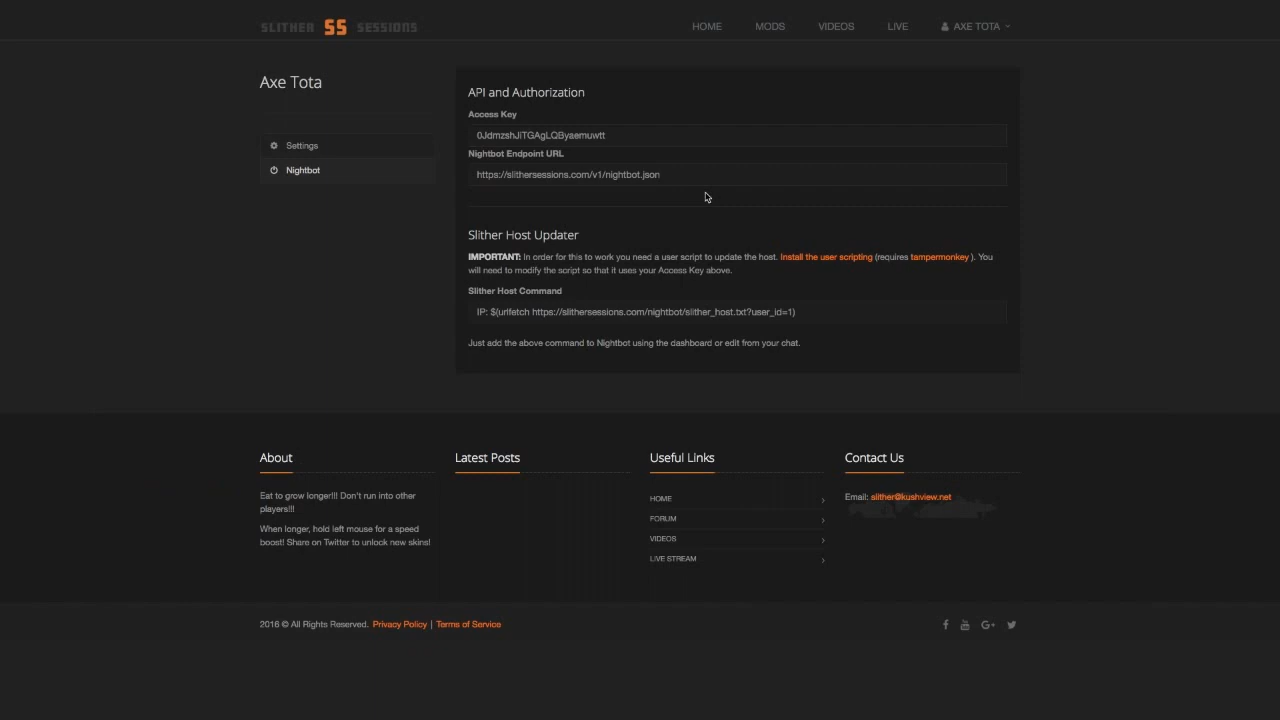 SLITHER SS SESSIONS
HOME MODS VIDEOS LIVE AXE TOTA
Axe Tota
Settings
Nightbot
API and Authorization
Access Key
0JdmzshJiTGAgLQByaemuwtt
Nightbot Endpoint URL
https://slithersessions.com/v1/nightbot.json
Slither Host Updater
IMPORTANT: In order for this to work you need a user script to update the host. Install the user scripting (requires tampermonkey ). You
will need to modify the script so that it uses your Access Key above.
Slither Host Command
IP: $(urlfetch https://slithersessions.com/nightbot/slither_host.txt?user_id=1)
Just add the above command to Nightbot using the dashboard or edit from your chat.
About
Eat to grow longer!!! Don't run into other
players!!!
When longer, hold left mouse for a speed
boost! Share on Twitter to unlock new skins!
Latest Posts
Useful Links
HOME
FORUM
VIDEOS
LIVE STREAM
Contact Us
Email: slither@kushview.net
2016 © All Rights Reserved. Privacy Policy | Terms of Service